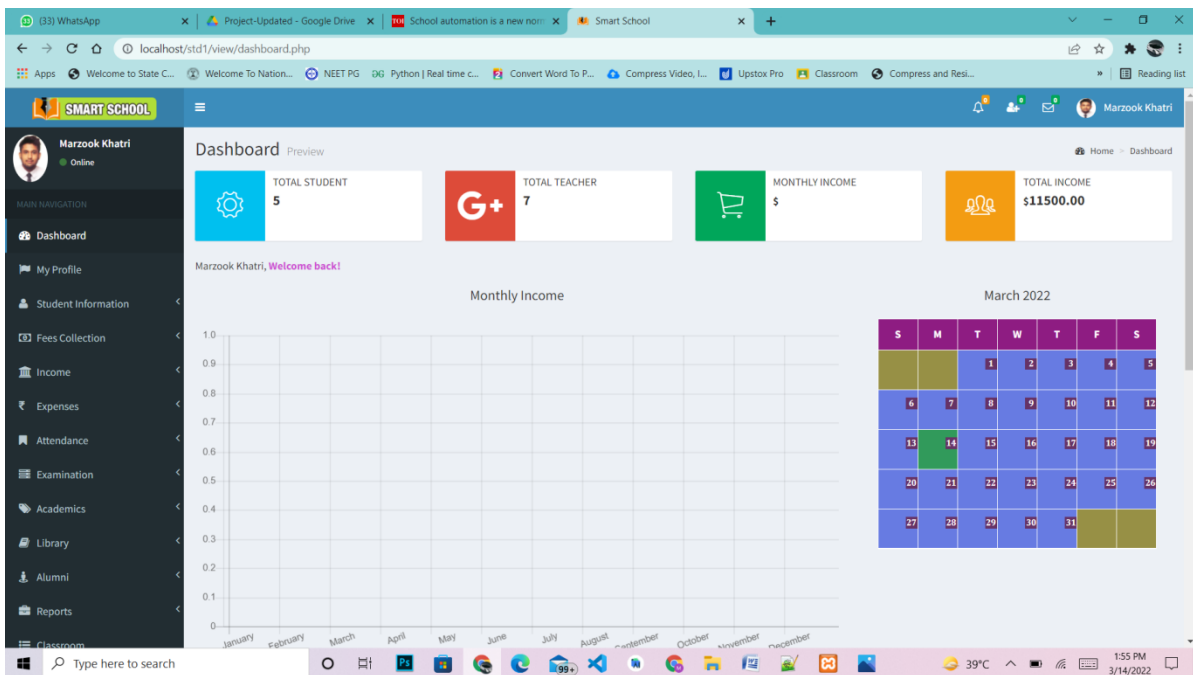 (33) WhatsApp
Project-Updated - Google Drive
TOI
School automation is a new norm
Smart School
localhost/std1/view/dashboard.php
Apps
Welcome to State C...
Welcome To Nation...
NEET PG
Python | Real time c...
Convert Word To P...
Compress Video, I...
Upstox Pro
Classroom
Compress and Resi...
»
Reading list
SMART SCHOOL
0
0
0
Marzook Khatri
Marzook Khatri
Online
MAIN NAVIGATION
Dashboard
My Profile
Student Information
Fees Collection
Income
₹ Expenses
Attendance
Examination
Academics
Library
Alumni
Reports
Classroom
Dashboard Preview
Home > Dashboard
TOTAL STUDENT
5
G+
TOTAL TEACHER
7
MONTHLY INCOME
$
TOTAL INCOME
$11500.00
Marzook Khatri, Welcome back!
Monthly Income
1.0
0.9
0.8
0.7
0.6
0.5
0.4
0.3
0.2
0.1
0
January February March April May June July August September October November December
March 2022
S M T W T F S
1 2 3 4 5
6 7 8 9 10 11 12
13 14 15 16 17 18 19
20 21 22 23 24 25 26
27 28 29 30 31
Type here to search
Ps
99+
39°C
1:55 PM
3/14/2022